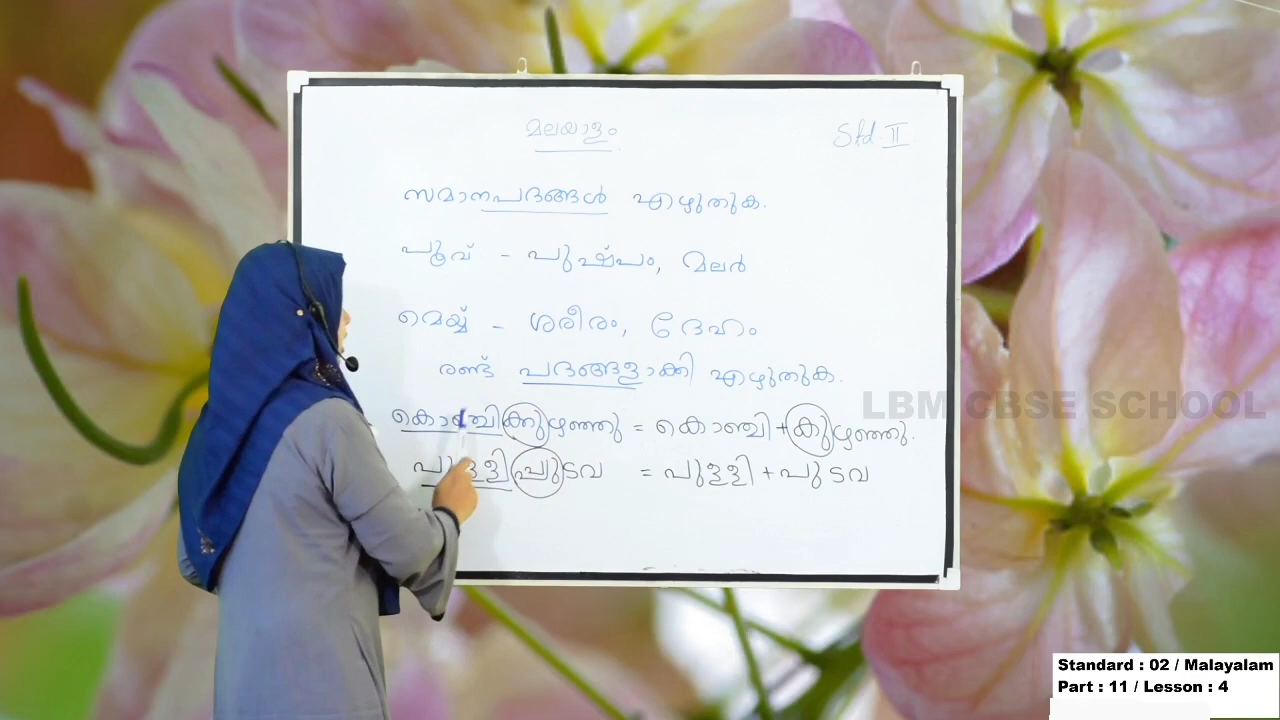 മലയാളം
Std. II
സമാനപദങ്ങൾ എഴുതുക.
പൂവ് - പുഷ്പം, മലർ
മെയ്യ് - ശരീരം, ദേഹം
രണ്ട് പദങ്ങളാക്കി എഴുതുക.
കൊഞ്ചിക്കുഴഞ്ഞു = കൊഞ്ചി+കുഴഞ്ഞു.
പുള്ളിപ്പുടവ = പുള്ളി+പുടവ
LBM CBSE SCHOOL
Standard : 02 / Malayalam
Part : 11 / Lesson : 4